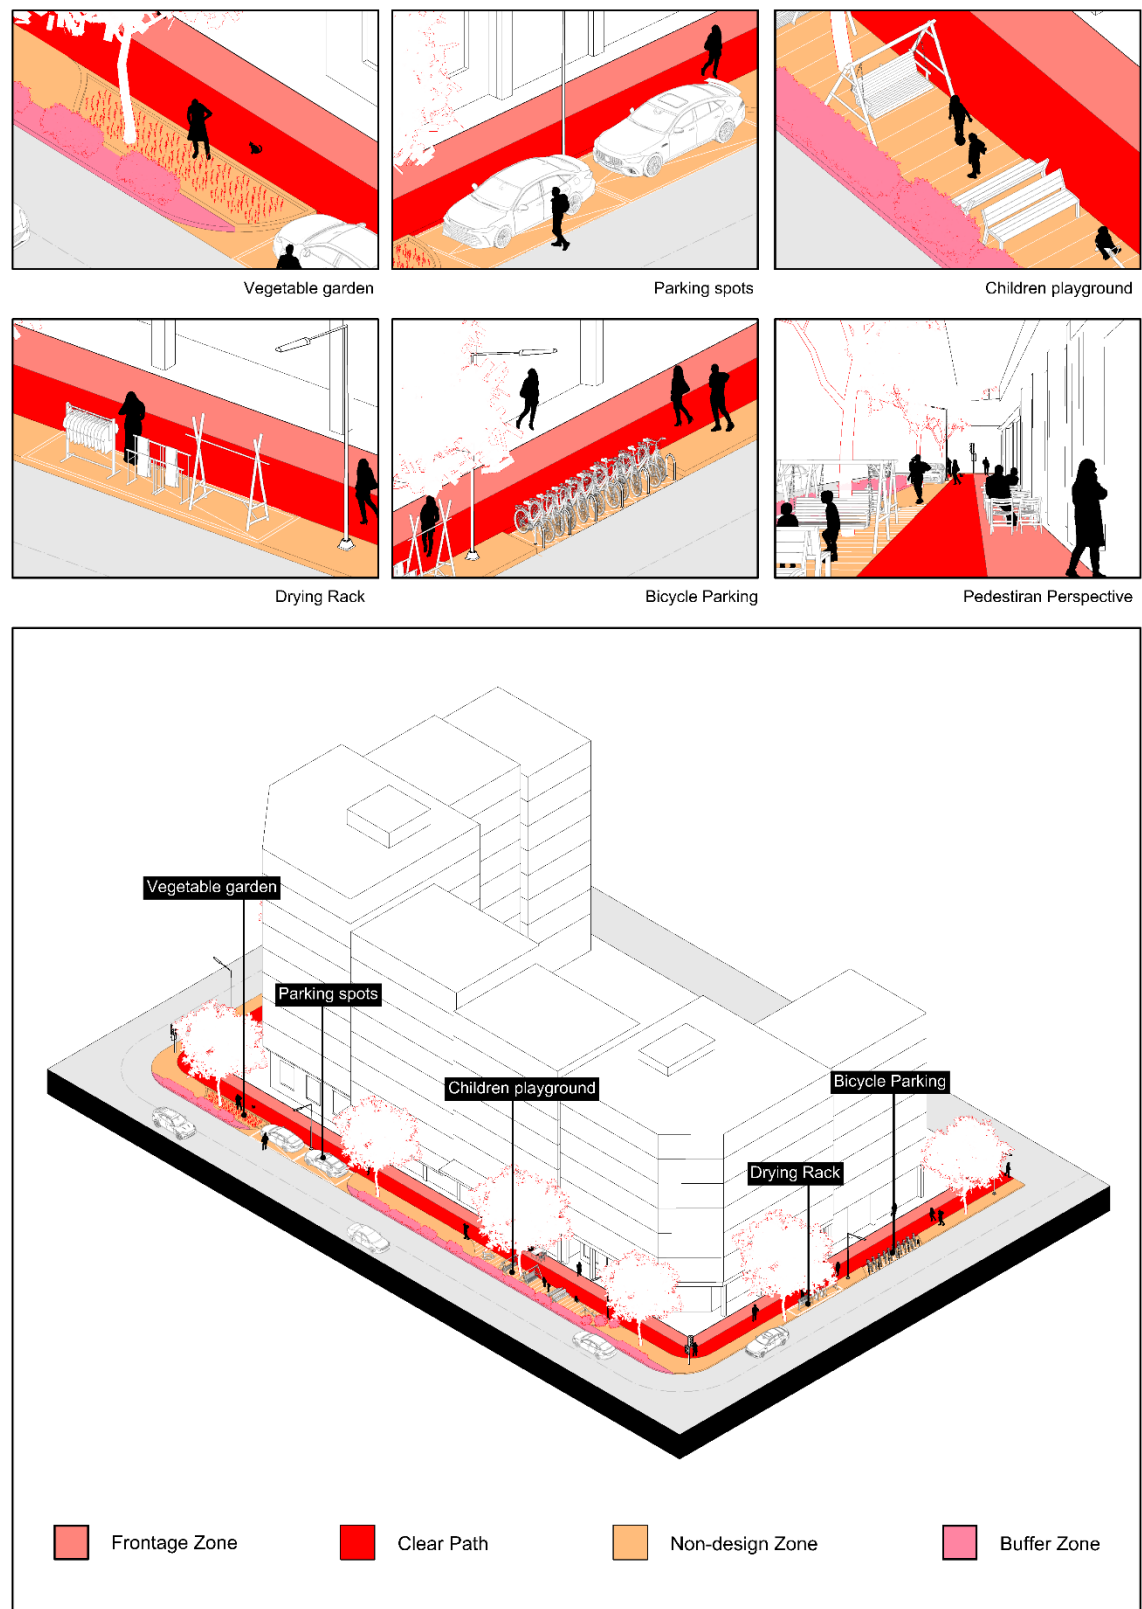 Vegetable garden
Parking spots
Children playground
Drying Rack
Bicycle Parking
Pedestiran Perspective
Vegetable garden
Parking spots
Children playground
Bicycle Parking
Drying Rack
Frontage Zone
Clear Path
Non-design Zone
Buffer Zone